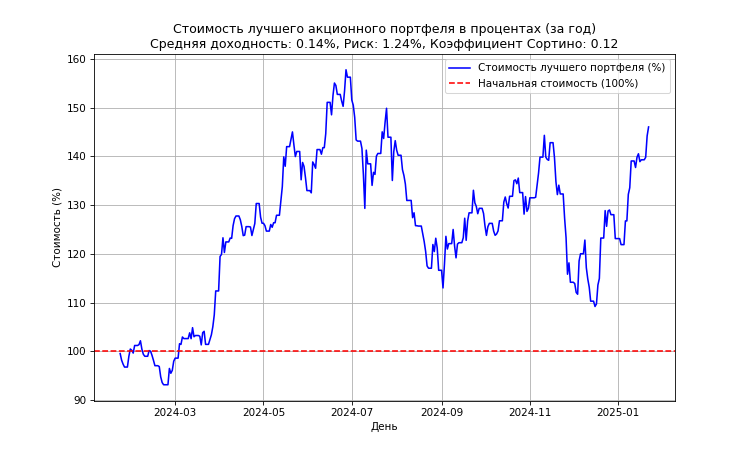 Стоимость лучшего акционного портфеля в процентах (за год)
Средняя доходность: 0.14%, Риск: 1.24%, Коэффициент Сортино: 0.12
Стоимость лучшего портфеля (%)
Начальная стоимость (100%)
Стоимость (%)
160
150
140
130
120
110
100
90
2024-03 2024-05 2024-07 2024-09 2024-11 2025-01
День